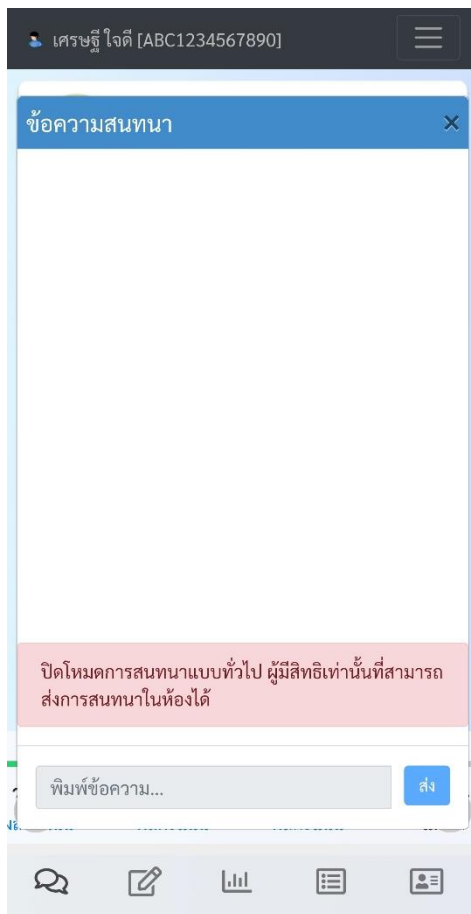 เศรษฐี ใจดี [ABC1234567890]
ข้อความสนทนา
×
ปิดโหมดการสนทนาแบบทั่วไป ผู้มีสิทธิเท่านั้นที่สามารถ
ส่งการสนทนาในห้องได้
พิมพ์ข้อความ...
ส่ง